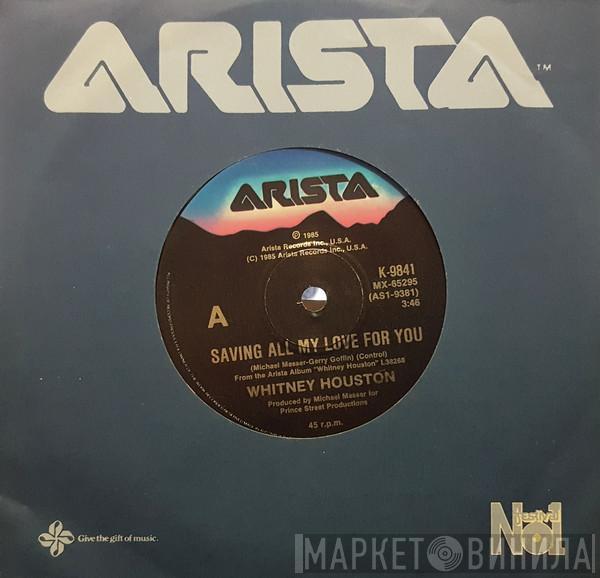 ARISTA
TM
ARISTA
℗ 1985
Arista Records Inc., U.S.A.
(C) 1985 Arista Records Inc., U.S.A.
K-9841
MX-65295
(AS1-9381)
3:46
A
SAVING ALL MY LOVE FOR YOU
(Michael Masser-Gerry Goffin) (Control)
From the Arista Album "Whitney Houston" L38268
WHITNEY HOUSTON
Produced by Michael Masser for
Prince Street Productions
45 r.p.m.
Give the gift of music.
festival
No1
МАРКЕТ ВИНИЛА